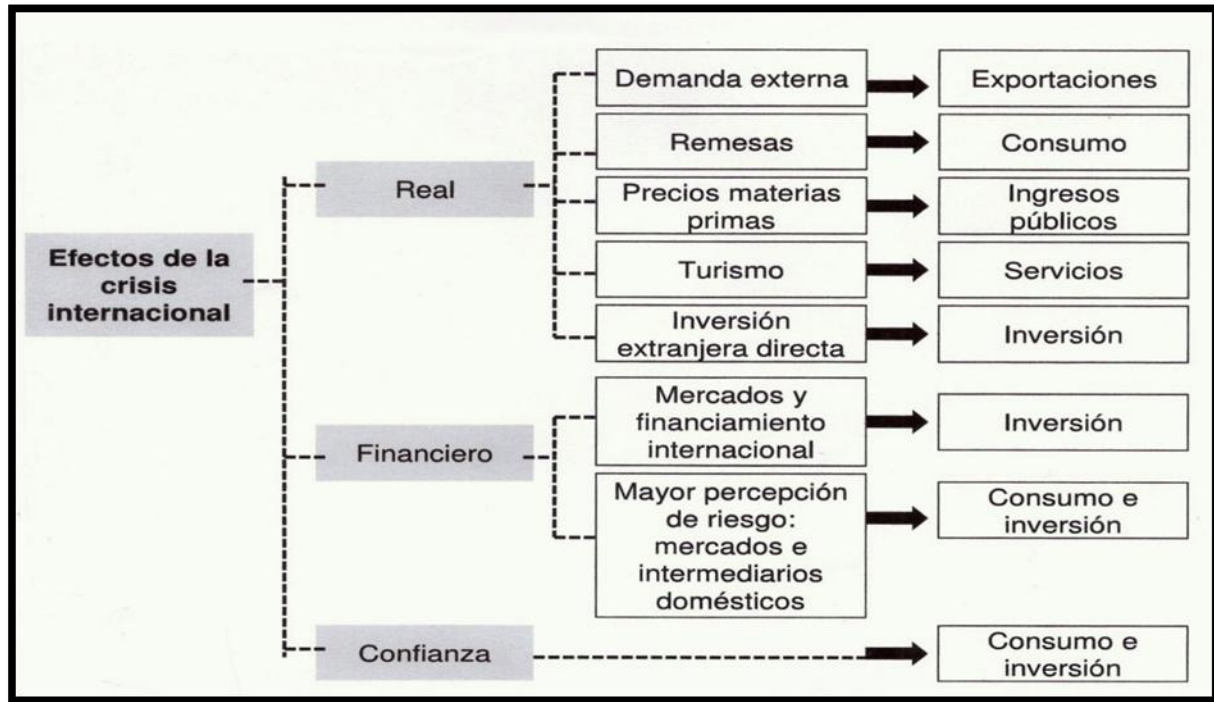 Efectos de la
crisis
internacional
Real
Demanda externa
Exportaciones
Remesas
Consumo
Precios materias
primas
Ingresos
públicos
Turismo
Servicios
Inversión
extranjera directa
Inversión
Financiero
Mercados y
financiamiento
internacional
Inversión
Mayor percepción
de riesgo:
mercados e
intermediarios
domésticos
Consumo e
inversión
Confianza
Consumo e
inversión